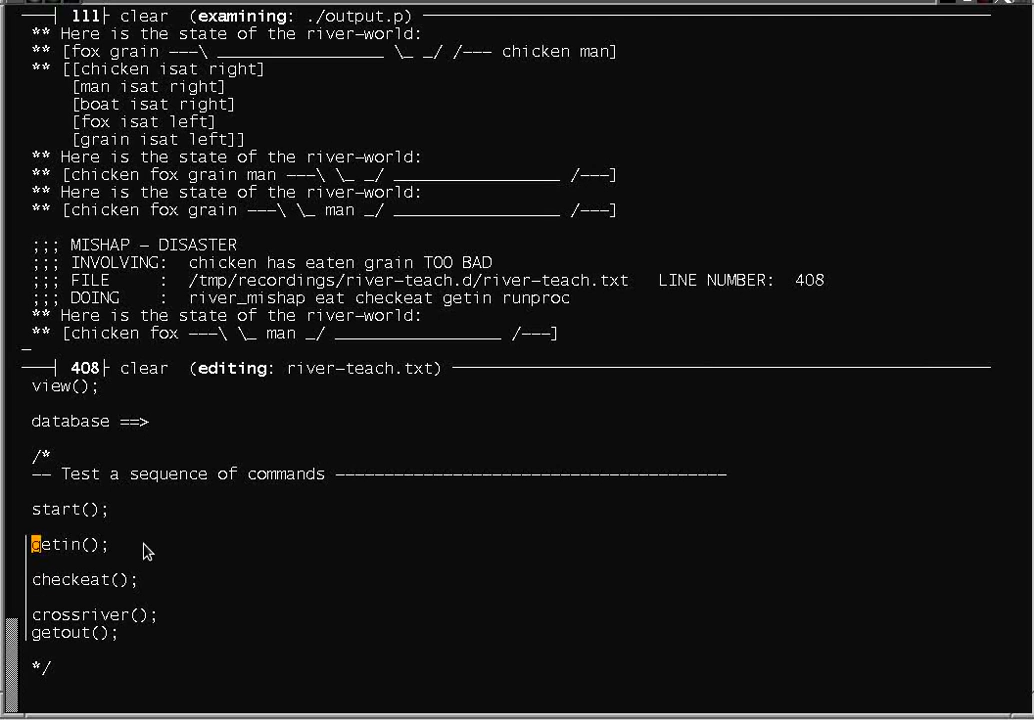 111 clear (examining: ./output.p)
** Here is the state of the river-world:
** [fox grain ---\ _________________ \_ _/ /--- chicken man]
** [[chicken isat right]
[man isat right]
[boat isat right]
[fox isat left]
[grain isat left]]
** Here is the state of the river-world:
** [chicken fox grain man ---\ \_ _/ _________________ /---]
** Here is the state of the river-world:
** [chicken fox grain ---\ \_ man _/ _________________ /---]
;;; MISHAP - DISASTER
;;; INVOLVING: chicken has eaten grain TOO BAD
;;; FILE : /tmp/recordings/river-teach.d/river-teach.txt LINE NUMBER: 408
;;; DOING : river_mishap eat checkeat getin runproc
** Here is the state of the river-world:
** [chicken fox ---\ \_ man _/ _________________ /---]
408 clear (editing: river-teach.txt)
view();
database ==>
/*
-- Test a sequence of commands ----------------------------------------
start();
getin();
checkeat();
crossriver();
getout();
*/